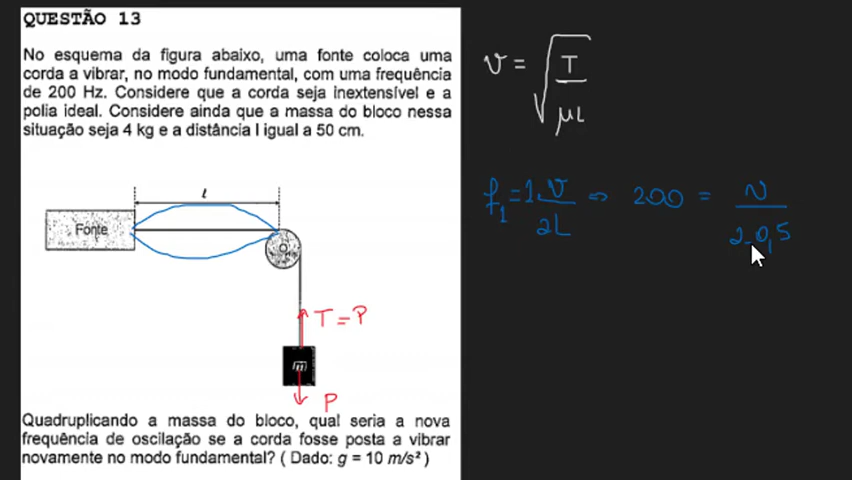 QUESTÃO 13
No esquema da figura abaixo, uma fonte coloca uma
corda a vibrar, no modo fundamental, com uma frequência
de 200 Hz. Considere que a corda seja inextensível e a
polia ideal. Considere ainda que a massa do bloco nessa
situação seja 4 kg e a distância l igual a 50 cm.
l
Fonte
T = P
m
P
Quadruplicando a massa do bloco, qual seria a nova
frequência de oscilação se a corda fosse posta a vibrar
novamente no modo fundamental? ( Dado: g = 10 m/s² )
v = √(T/μL)
f₁ = 1.v/2L ⇒ 200 = v/2.0,5